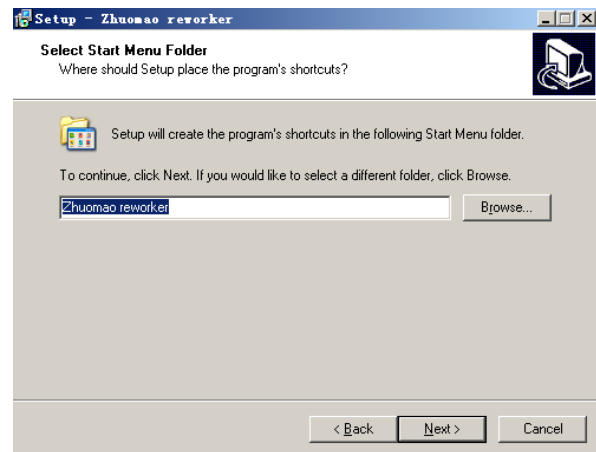 Setup - Zhuomao reworker
Select Start Menu Folder
Where should Setup place the program's shortcuts?
Setup will create the program's shortcuts in the following Start Menu folder.
To continue, click Next. If you would like to select a different folder, click Browse.
Zhuomao reworker
Browse...
< Back
Next >
Cancel